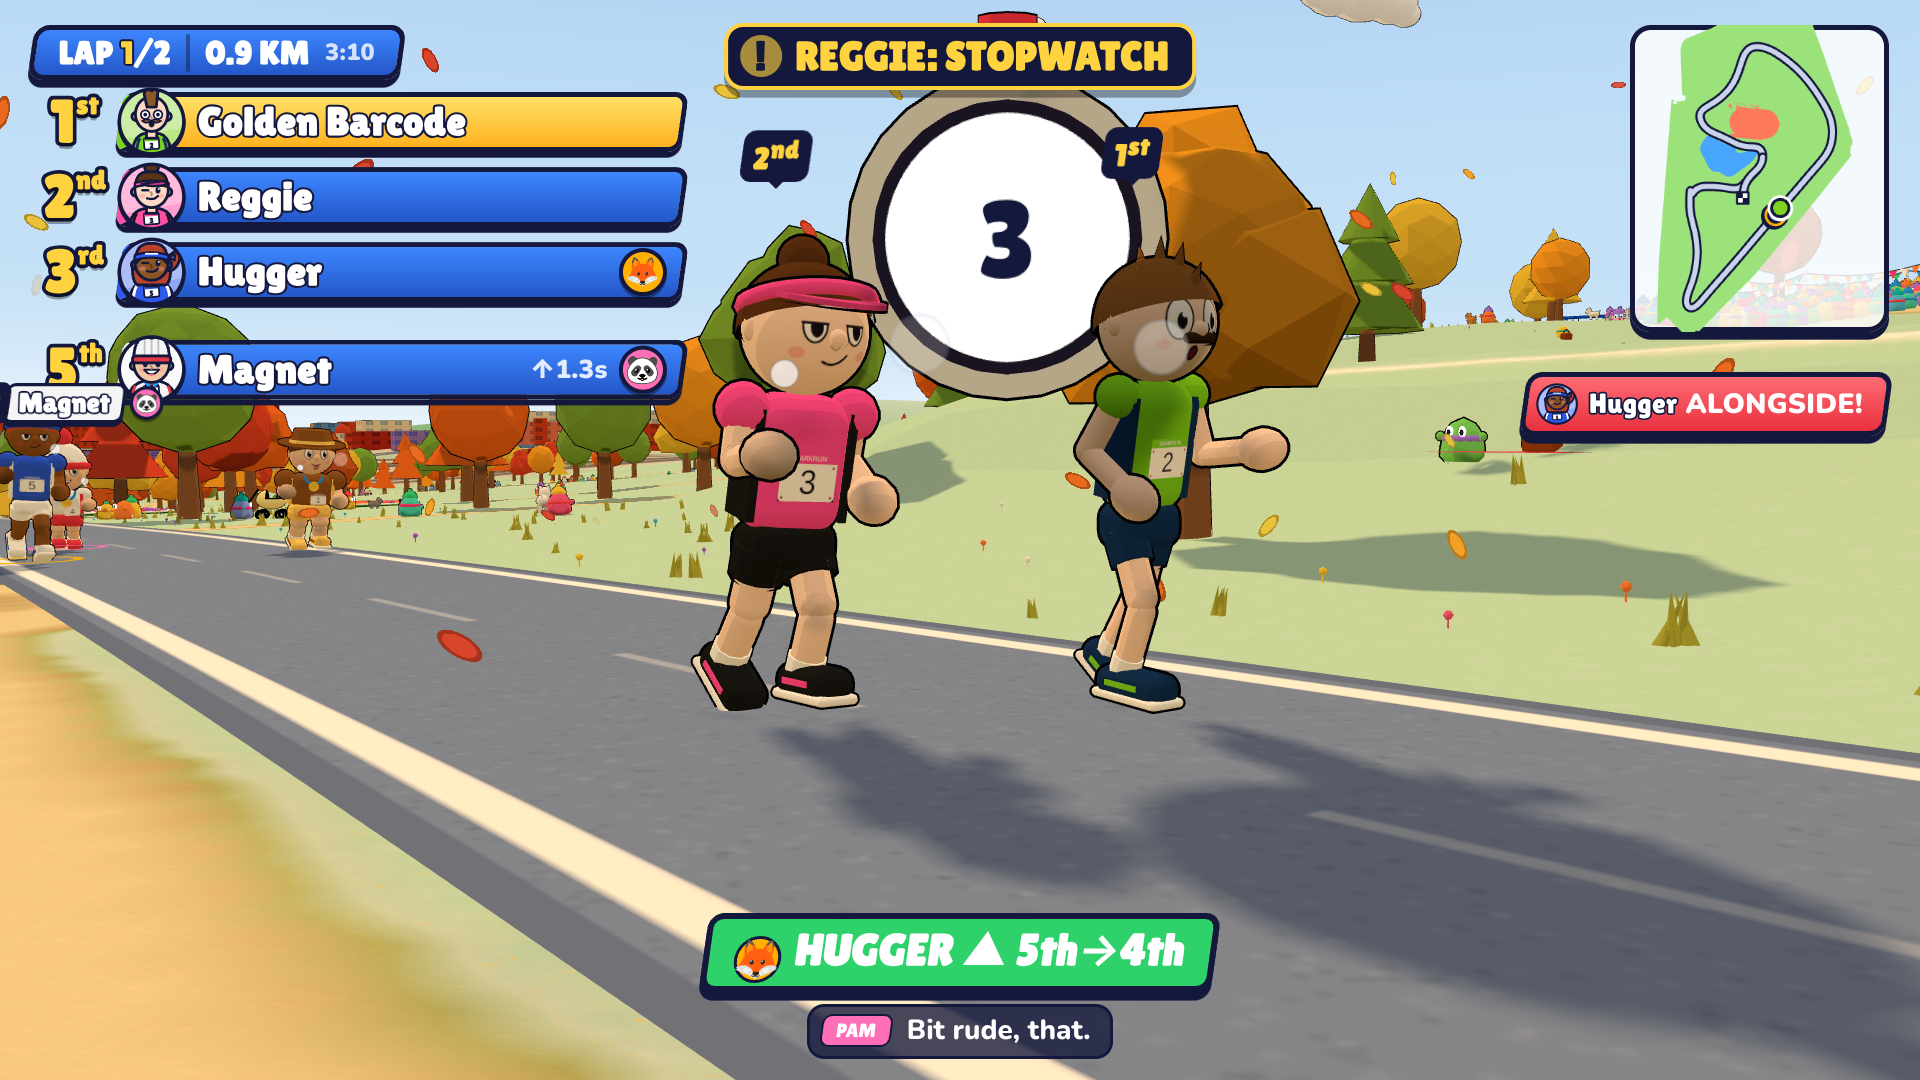 LAP 1/2 0.9 KM 3:10
REGGIE: STOPWATCH
1st Golden Barcode
2nd Reggie
3rd Hugger
5th Magnet ↑1.3s
Magnet
2nd
1st
3
Hugger ALONGSIDE!
5
3
2
HUGGER ▲ 5th→4th
PAM Bit rude, that.